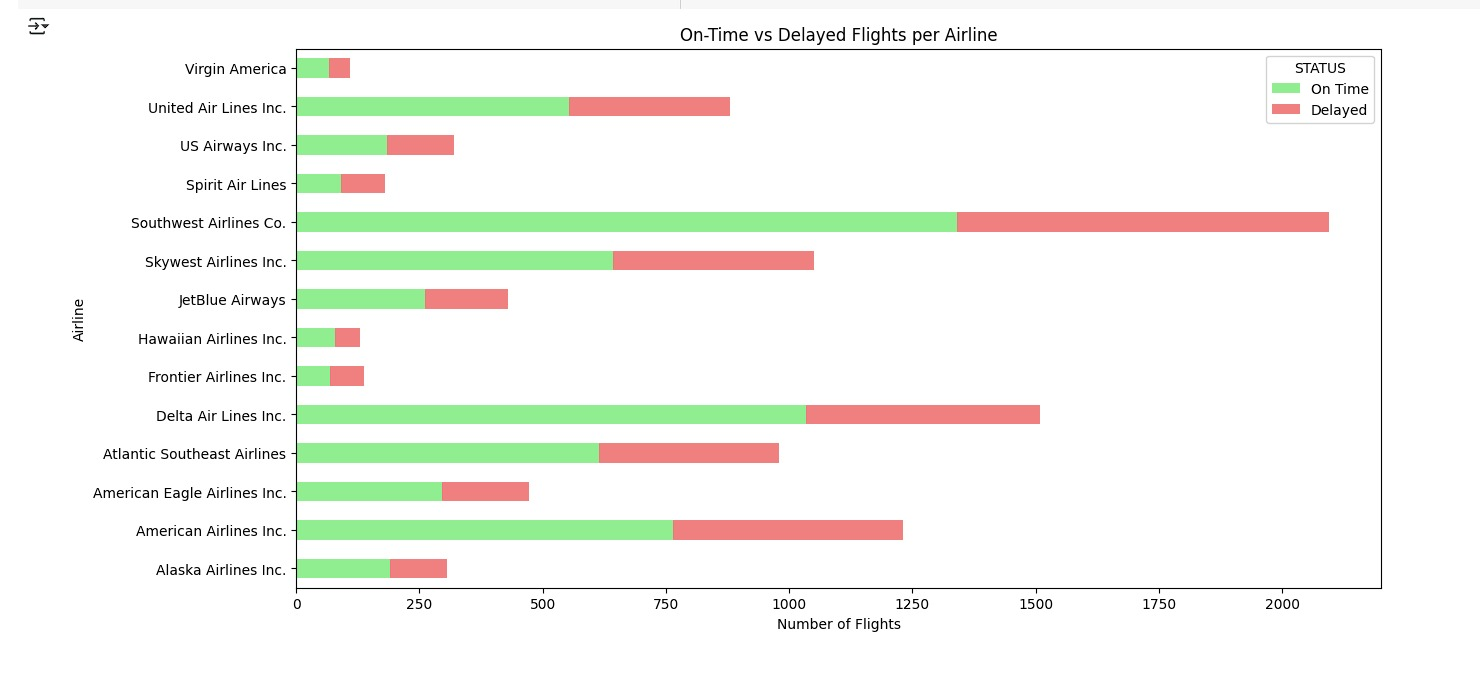 On-Time vs Delayed Flights per Airline
STATUS
On Time
Delayed
Airline
Virgin America
United Air Lines Inc.
US Airways Inc.
Spirit Air Lines
Southwest Airlines Co.
Skywest Airlines Inc.
JetBlue Airways
Hawaiian Airlines Inc.
Frontier Airlines Inc.
Delta Air Lines Inc.
Atlantic Southeast Airlines
American Eagle Airlines Inc.
American Airlines Inc.
Alaska Airlines Inc.
0 250 500 750 1000 1250 1500 1750 2000
Number of Flights